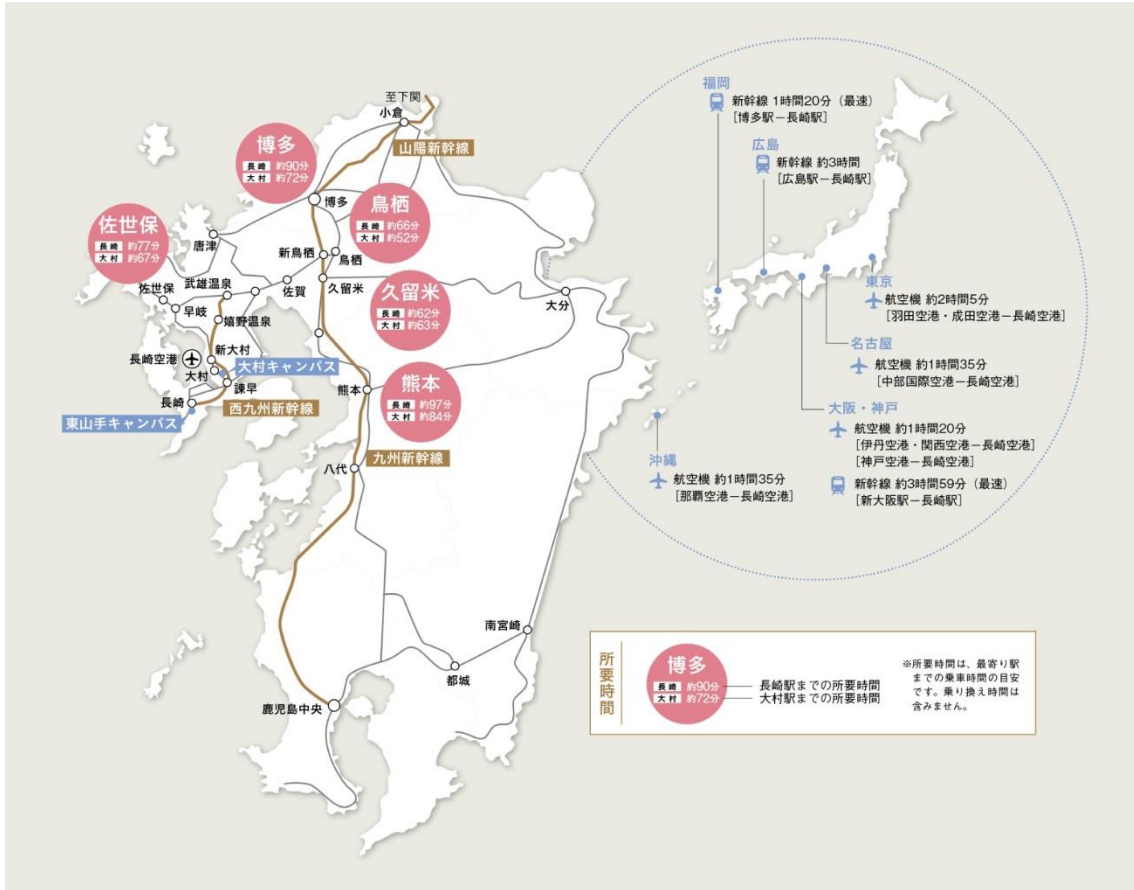 至下関
小倉
山陽新幹線
博多
長崎 約90分
大村 約72分
博多
鳥栖
長崎 約66分
大村 約52分
佐世保
長崎 約77分
大村 約67分
唐津
新鳥栖
鳥栖
佐世保
武雄温泉
佐賀
久留米
久留米
長崎 約62分
大村 約63分
大分
早岐
嬉野温泉
新大村
長崎空港
大村
大村キャンパス
諫早
長崎
西九州新幹線
東山手キャンパス
熊本
熊本
長崎 約97分
大村 約84分
九州新幹線
八代
南宮崎
都城
鹿児島中央
福岡
新幹線 1時間20分(最速)
[博多駅−長崎駅]
広島
新幹線 約3時間
[広島駅−長崎駅]
東京
航空機 約2時間5分
[羽田空港・成田空港−長崎空港]
名古屋
航空機 約1時間35分
[中部国際空港−長崎空港]
大阪・神戸
航空機 約1時間20分
[伊丹空港・関西空港−長崎空港]
[神戸空港−長崎空港]
新幹線 約3時間59分(最速)
[新大阪駅−長崎駅]
沖縄
航空機 約1時間35分
[那覇空港−長崎空港]
所要時間
博多
長崎 約90分
大村 約72分
長崎駅までの所要時間
大村駅までの所要時間
※所要時間は、最寄り駅
までの乗車時間の目安
です。乗り換え時間は
含みません。